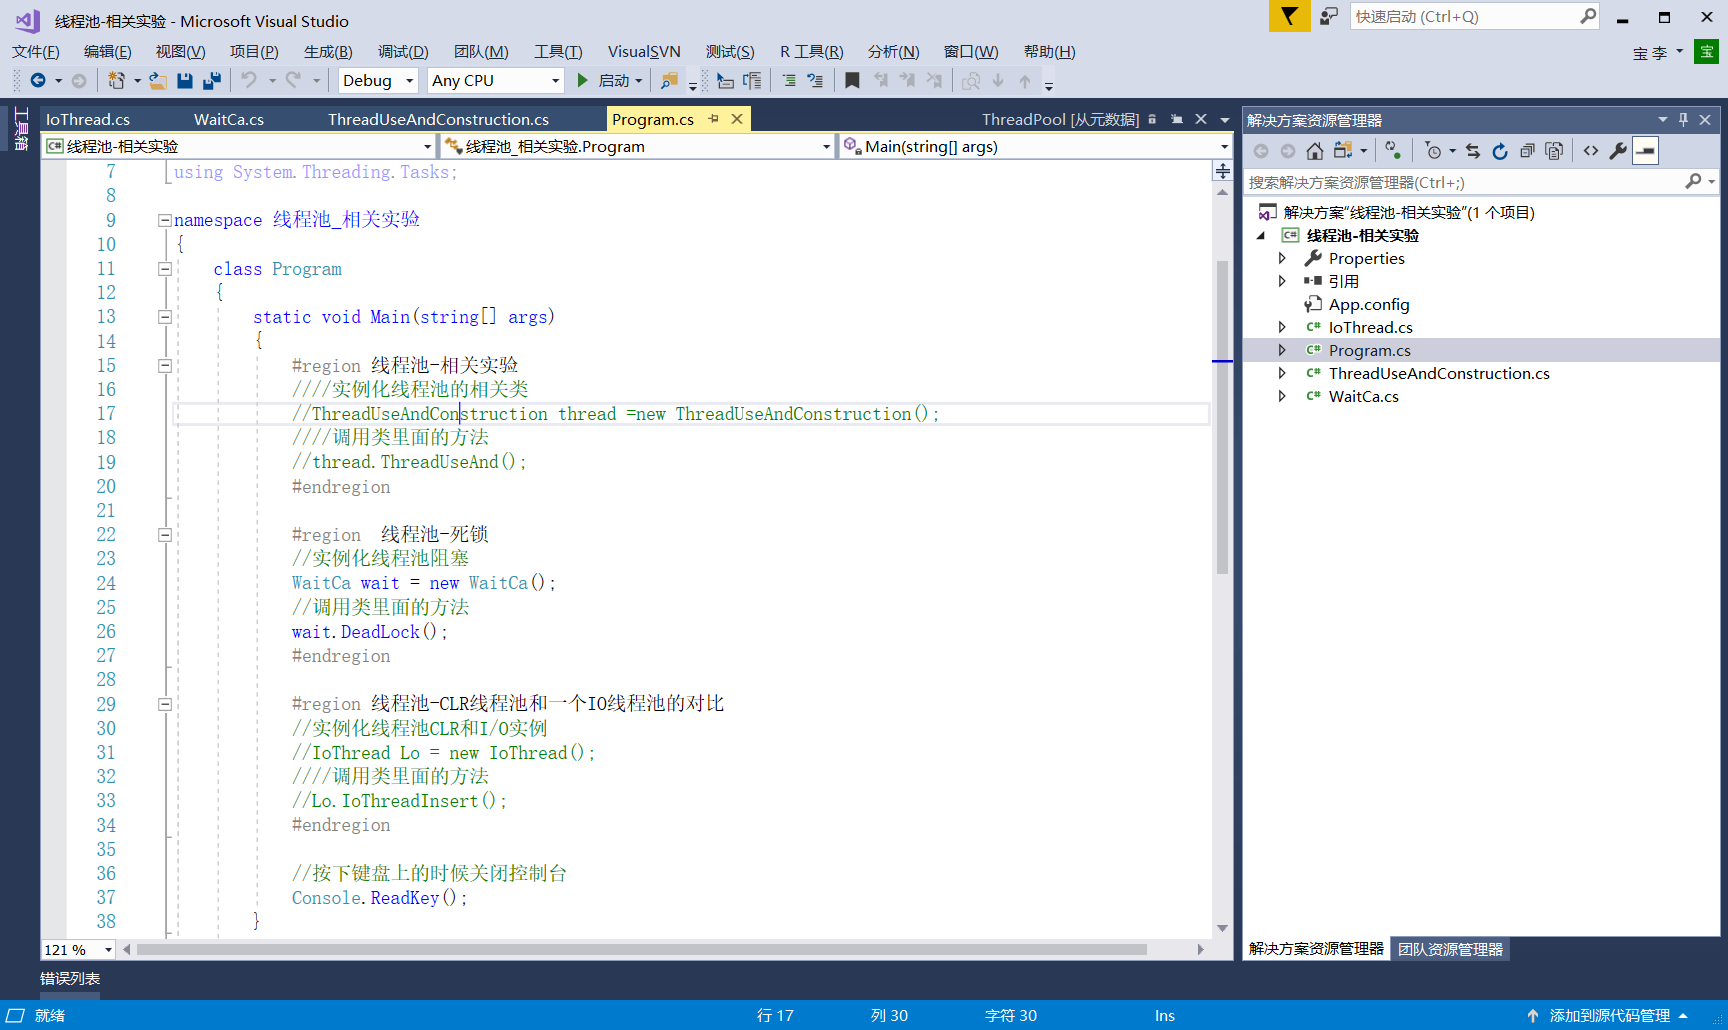 线程池-相关实验 - Microsoft Visual Studio
快速启动 (Ctrl+Q)
文件(F) 编辑(E) 视图(V) 项目(P) 生成(B) 调试(D) 团队(M) 工具(T) VisualSVN 测试(S) R 工具(R) 分析(N) 窗口(W) 帮助(H)
宝 李
宝
Debug Any CPU 启动
工具箱
IoThread.cs WaitCa.cs ThreadUseAndConstruction.cs Program.cs ThreadPool [从元数据]
线程池-相关实验 线程池_相关实验.Program Main(string[] args)
7 using System.Threading.Tasks;
8
9 namespace 线程池_相关实验
10 {
11 class Program
12 {
13 static void Main(string[] args)
14 {
15 #region 线程池-相关实验
16 ////实例化线程池的相关类
17 //ThreadUseAndConstruction thread =new ThreadUseAndConstruction();
18 ////调用类里面的方法
19 //thread.ThreadUseAnd();
20 #endregion
21
22 #region  线程池-死锁
23 //实例化线程池阻塞
24 WaitCa wait = new WaitCa();
25 //调用类里面的方法
26 wait.DeadLock();
27 #endregion
28
29 #region 线程池-CLR线程池和一个IO线程池的对比
30 //实例化线程池CLR和I/O实例
31 //IoThread Lo = new IoThread();
32 ////调用类里面的方法
33 //Lo.IoThreadInsert();
34 #endregion
35
36 //按下键盘上的时候关闭控制台
37 Console.ReadKey();
38 }
121 %
解决方案资源管理器
搜索解决方案资源管理器(Ctrl+;)
解决方案"线程池-相关实验"(1 个项目)
C# 线程池-相关实验
Properties
引用
App.config
C# IoThread.cs
C# Program.cs
C# ThreadUseAndConstruction.cs
C# WaitCa.cs
解决方案资源管理器 团队资源管理器
错误列表
就绪 行 17 列 30 字符 30 Ins 添加到源代码管理